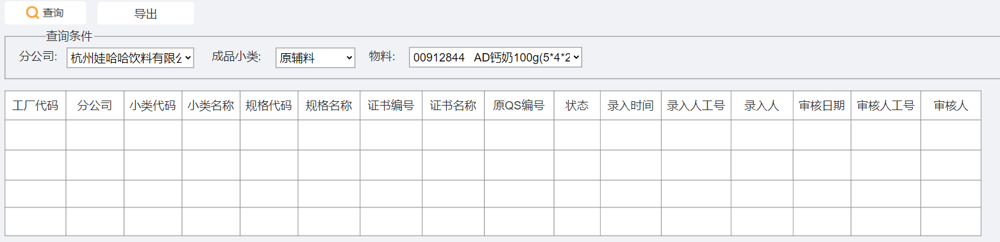 查询 导出
查询条件
分公司: 杭州娃哈哈饮料有限公 成品小类: 原辅料 物料: 00912844 AD钙奶100g(5*4*2
工厂代码 分公司 小类代码 小类名称 规格代码 规格名称 证书编号 证书名称 原QS编号 状态 录入时间 录入人工号 录入人 审核日期 审核人工号 审核人